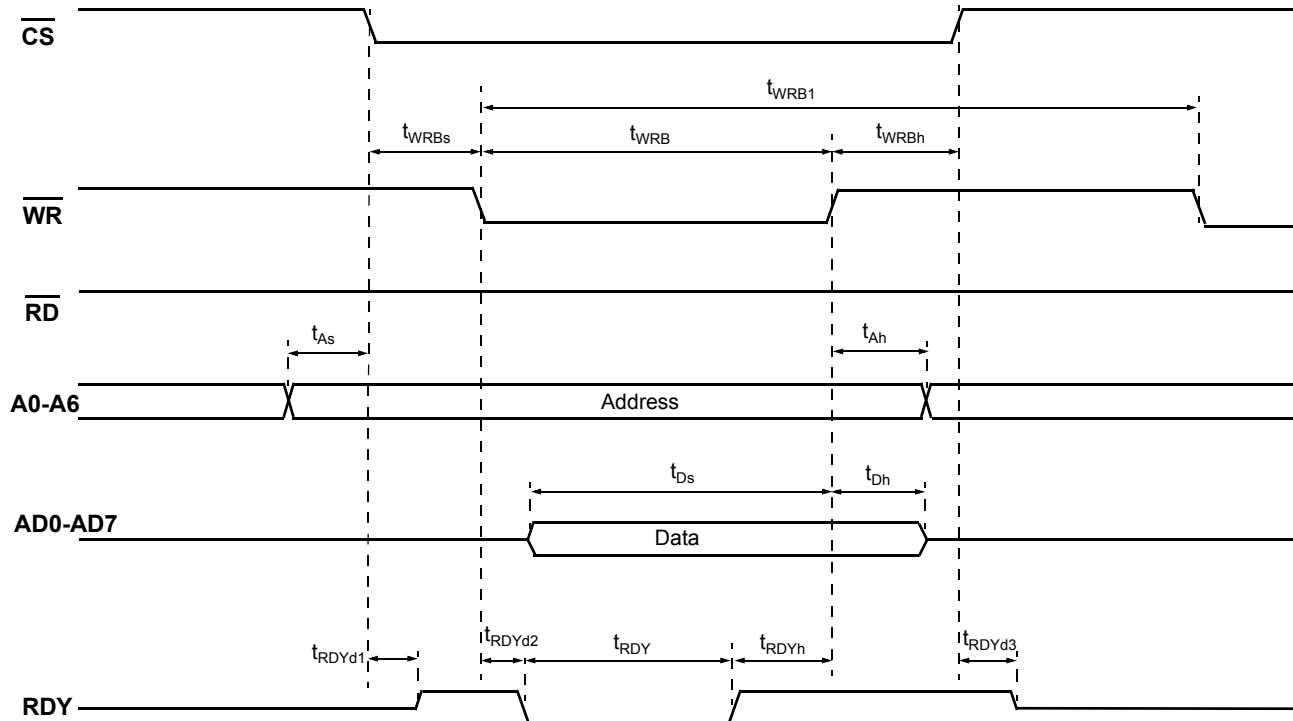 CS
tWRB1
tWRBs
tWRB
tWRBh
WR
RD
tAs
tAh
A0-A6
Address
tDs
tDh
AD0-AD7
Data
tRDYd1
tRDYd2
tRDY
tRDYh
tRDYd3
RDY